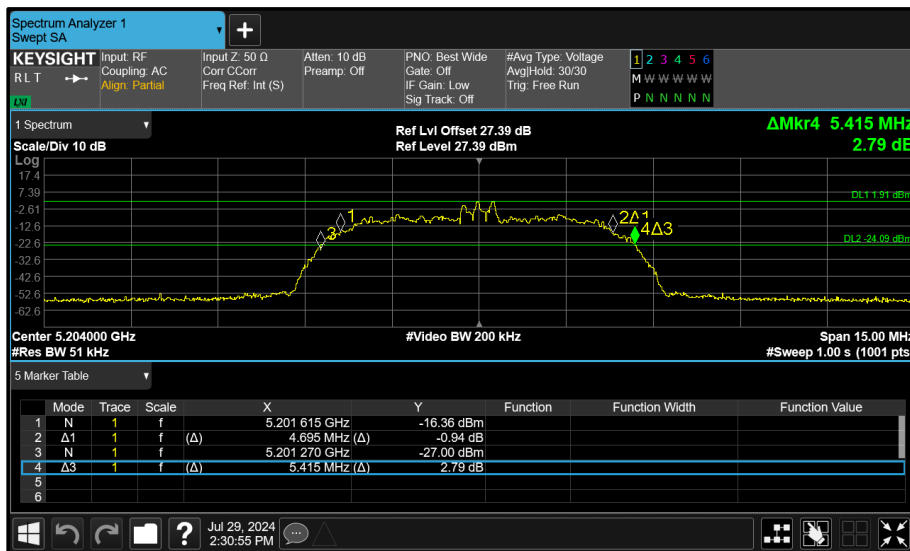 Spectrum Analyzer 1
Swept SA
KEYSIGHT
R L T
LXI
Input: RF
Coupling: AC
Align: Partial
Input Z: 50 Ω
Corr CCorr
Freq Ref: Int (S)
Atten: 10 dB
Preamp: Off
PNO: Best Wide
Gate: Off
IF Gain: Low
Sig Track: Off
#Avg Type: Voltage
Avg|Hold: 30/30
Trig: Free Run
1 2 3 4 5 6
M W W W W W
P N N N N N
1 Spectrum
Scale/Div 10 dB
Ref Lvl Offset 27.39 dB
Ref Level 27.39 dBm
ΔMkr4 5.415 MHz
2.79 dB
Log
17.4
7.39
-2.61
-12.6
-22.6
-32.6
-42.6
-52.6
-62.6
DL1 1.91 dBm
DL2 -24.09 dBm
1
3
2Δ1
4Δ3
Center 5.204000 GHz
#Video BW 200 kHz
Span 15.00 MHz
#Res BW 51 kHz
#Sweep 1.00 s (1001 pts
5 Marker Table
Mode Trace Scale X Y Function Function Width Function Value
1 N 1 f 5.201 615 GHz -16.36 dBm
2 Δ1 1 f (Δ) 4.695 MHz (Δ) -0.94 dB
3 N 1 f 5.201 270 GHz -27.00 dBm
4 Δ3 1 f (Δ) 5.415 MHz (Δ) 2.79 dB
5
6
?
Jul 29, 2024
2:30:55 PM